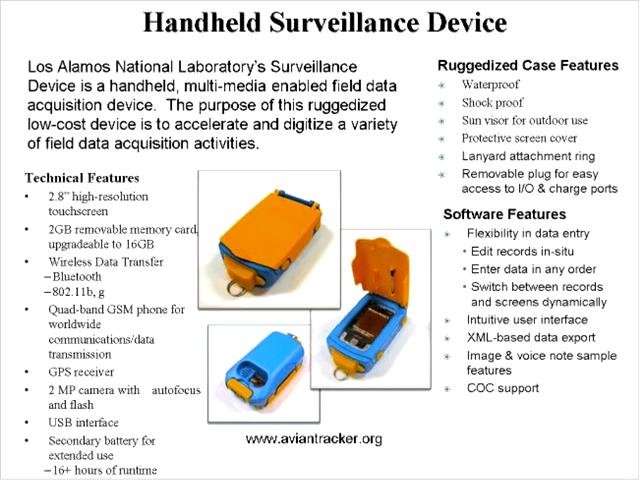 Handheld Surveillance Device
Los Alamos National Laboratory's Surveillance
Device is a handheld, multi-media enabled field data
acquisition device. The purpose of this ruggedized
low-cost device is to accelerate and digitize a variety
of field data acquisition activities.
Technical Features
• 2.8" high-resolution
touchscreen
• 2GB removable memory card,
upgradeable to 16GB
• Wireless Data Transfer
– Bluetooth
– 802.11b, g
• Quad-band GSM phone for
worldwide
communications/data
transmission
• GPS receiver
• 2 MP camera with autofocus
and flash
• USB interface
• Secondary battery for
extended use
– 16+ hours of runtime
www.aviantracker.org
Ruggedized Case Features
Waterproof
Shock proof
Sun visor for outdoor use
Protective screen cover
Lanyard attachment ring
Removable plug for easy
access to I/O & charge ports
Software Features
Flexibility in data entry
• Edit records in-situ
• Enter data in any order
• Switch between records
and screens dynamically
Intuitive user interface
XML-based data export
Image & voice note sample
features
COC support